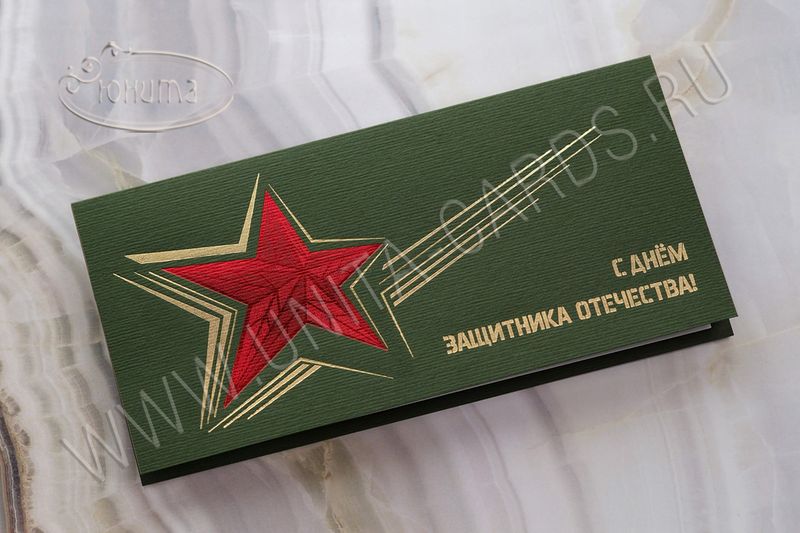 Юнита
WWW.UNITA-CARDS.RU
С ДНЁМ
ЗАЩИТНИКА ОТЕЧЕСТВА!